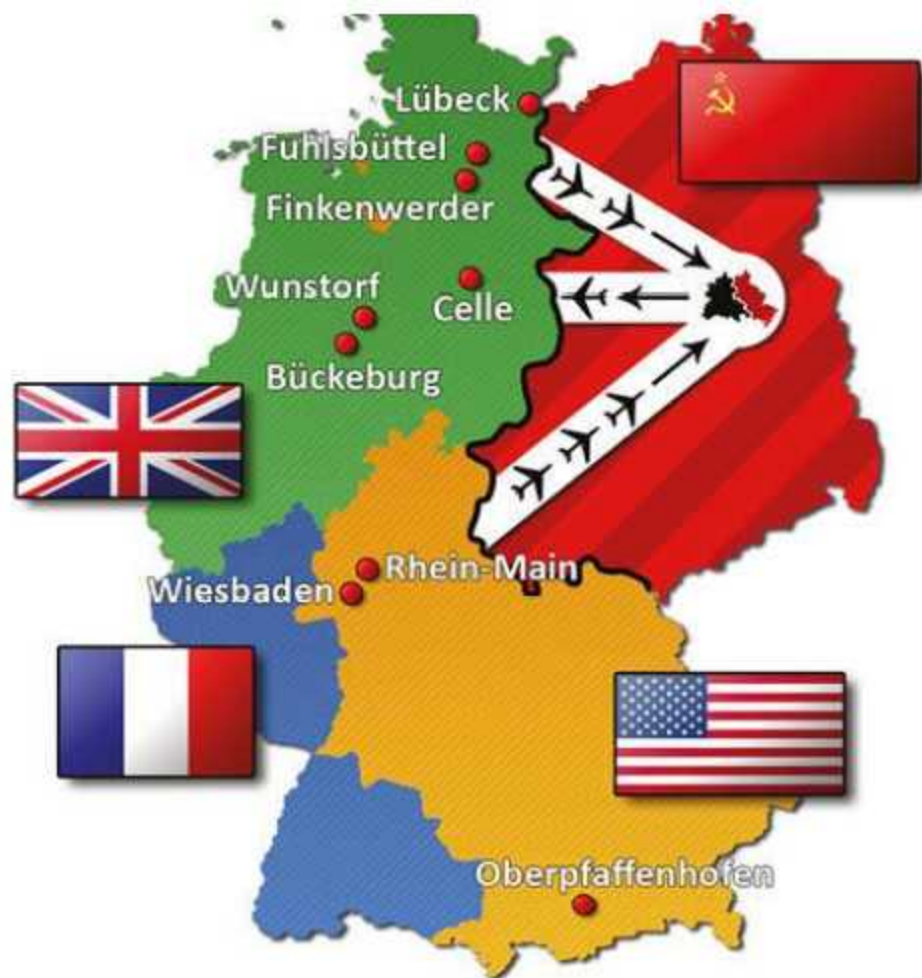 Lübeck
Fuhlsbüttel
Finkenwerder
Wunstorf
Celle
Bückeburg
Rhein-Main
Wiesbaden
Oberpfaffenhofen